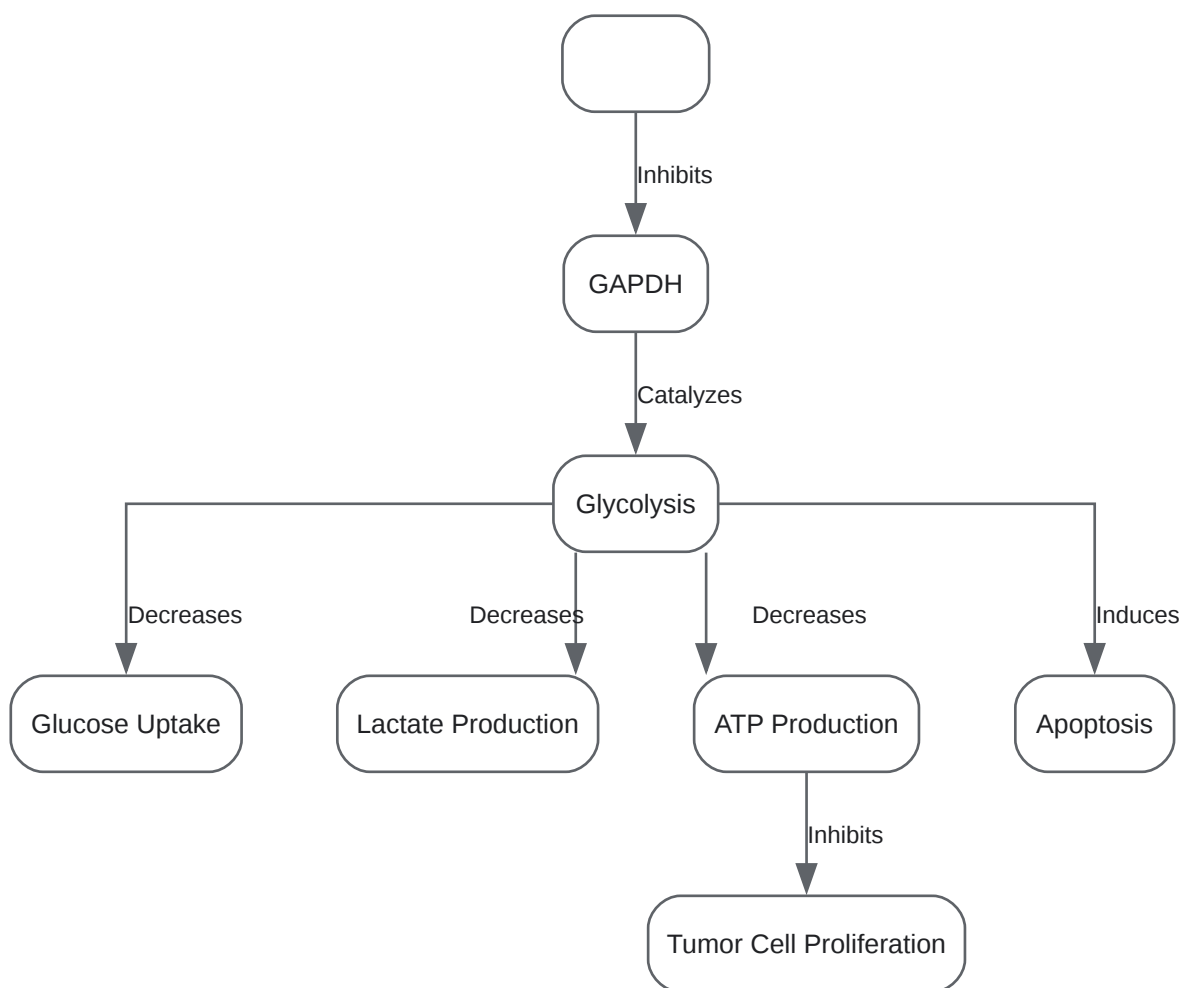 Inhibits
GAPDH
Catalyzes
Glycolysis
Decreases
Decreases
Decreases
Induces
Glucose Uptake
Lactate Production
ATP Production
Apoptosis
Inhibits
Tumor Cell Proliferation